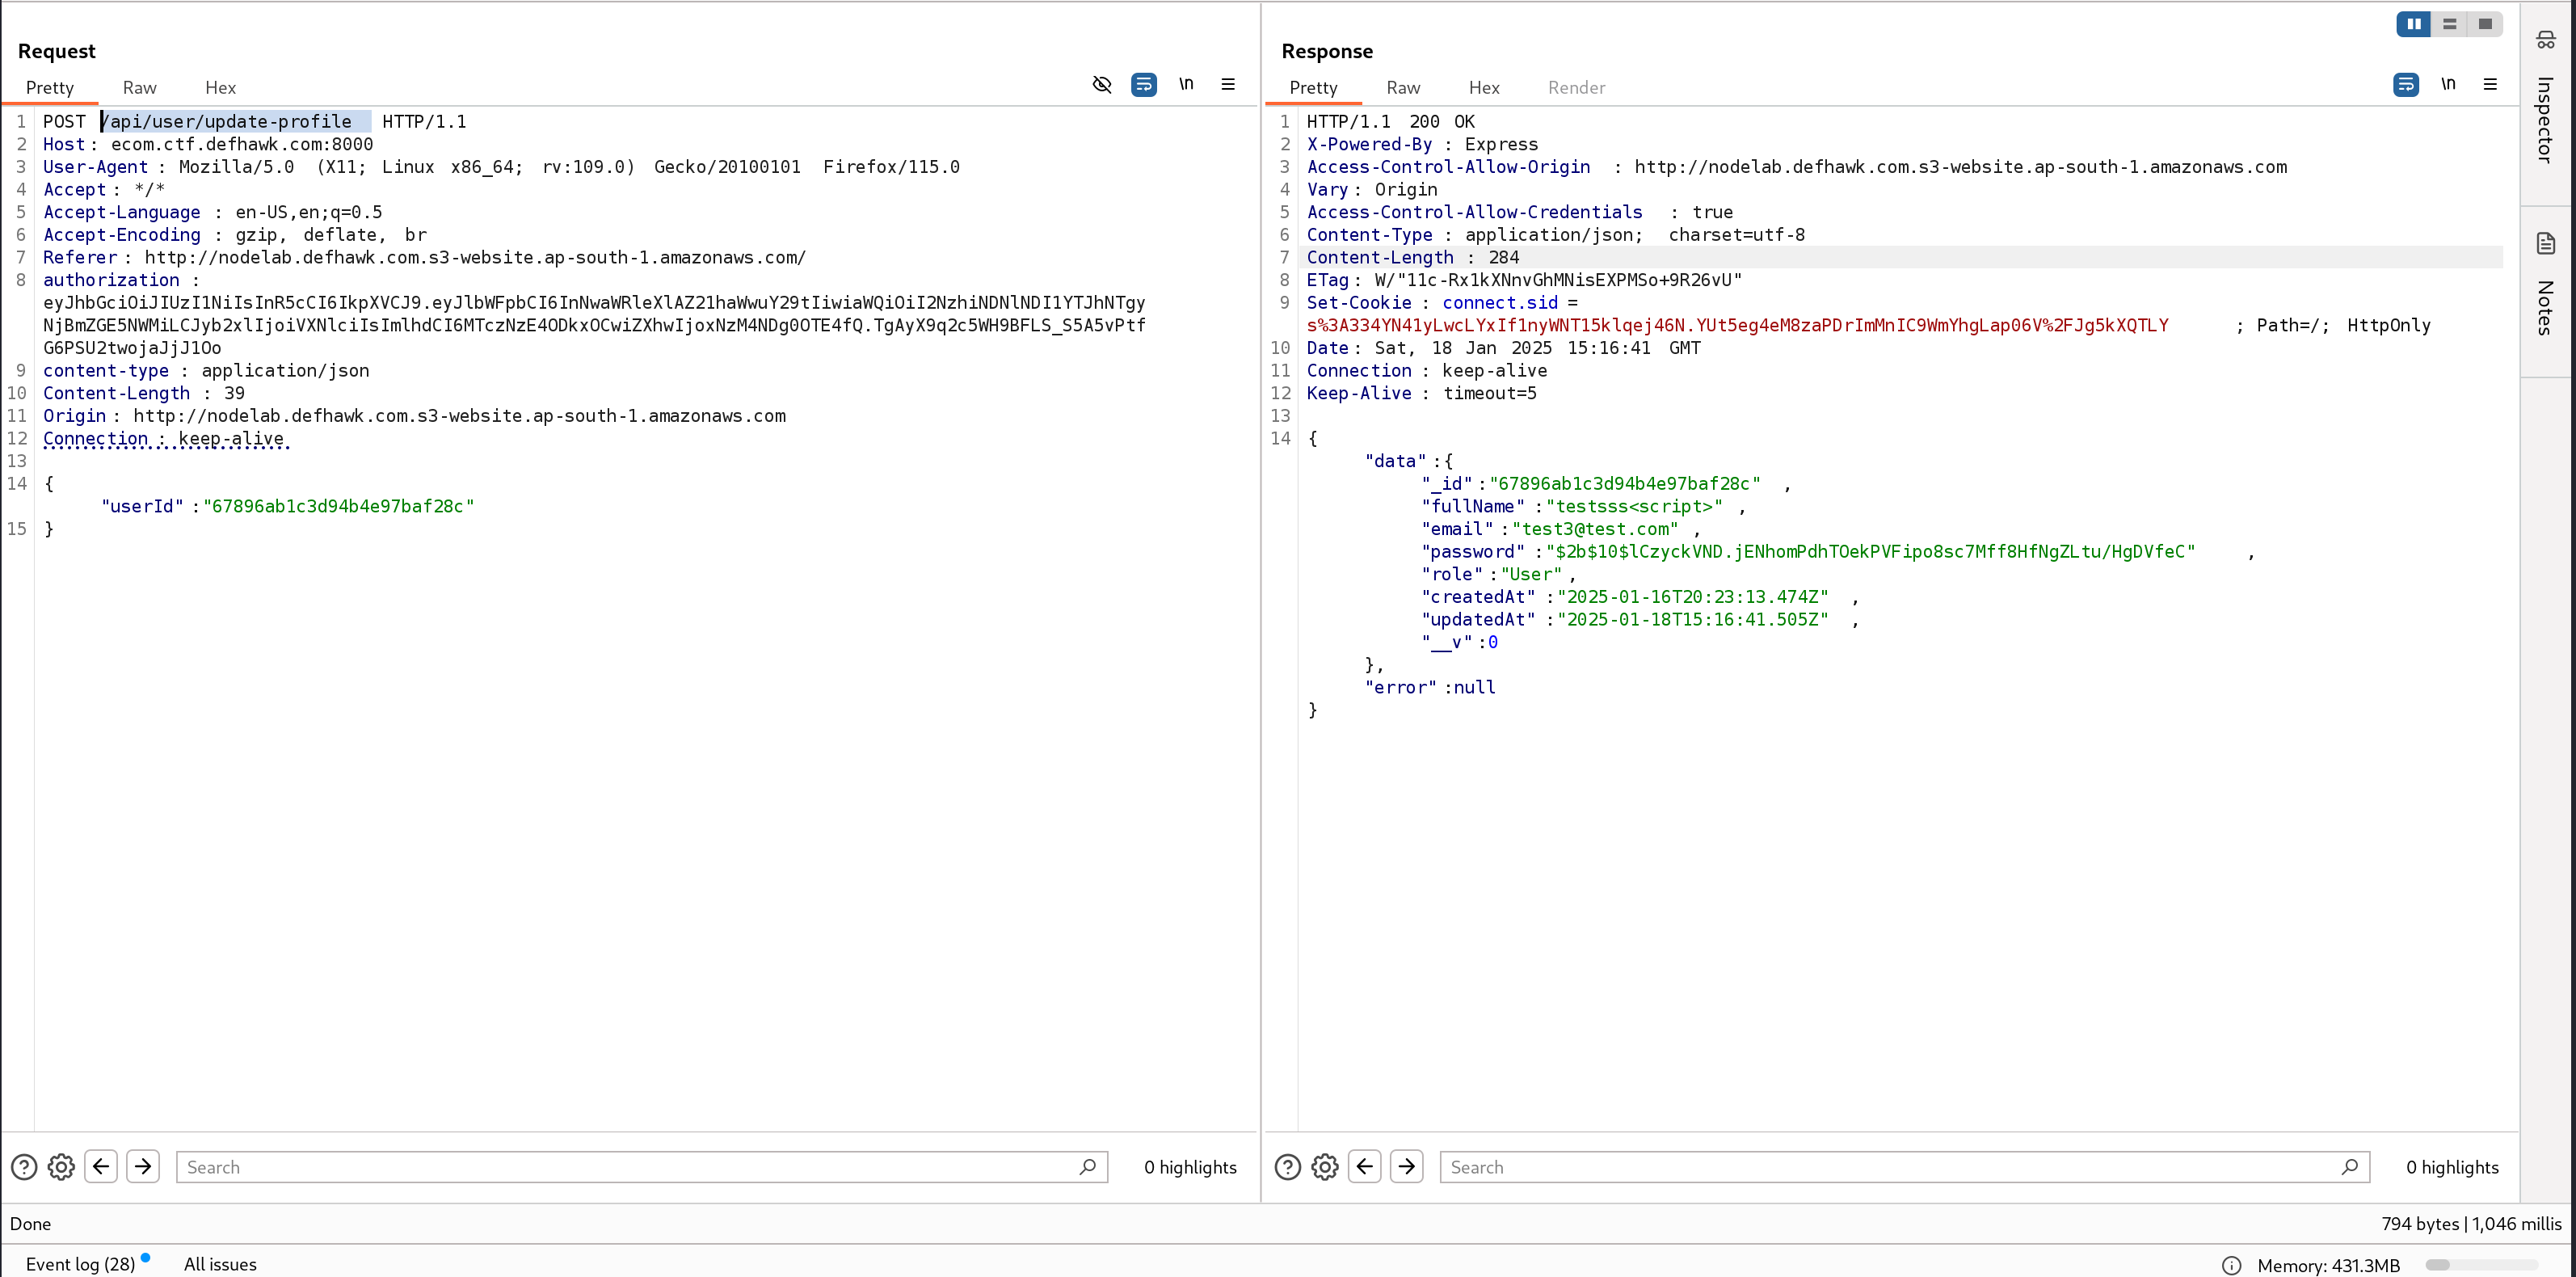 Request
Pretty Raw Hex \n
1 POST /api/user/update-profile HTTP/1.1
2 Host: ecom.ctf.defhawk.com:8000
3 User-Agent : Mozilla/5.0 (X11; Linux x86_64; rv:109.0) Gecko/20100101 Firefox/115.0
4 Accept : */*
5 Accept-Language : en-US,en;q=0.5
6 Accept-Encoding : gzip, deflate, br
7 Referer : http://nodelab.defhawk.com.s3-website.ap-south-1.amazonaws.com/
8 authorization :
eyJhbGciOiJIUzI1NiIsInR5cCI6IkpXVCJ9.eyJlbWFpbCI6InNwaWRleXlAZ21haWwuY29tIiwiaWQiOiI2NzhiNDNlNDI1YTJhNTgy
NjBmZGE5NWMiLCJyb2xlIjoiVXNlciIsImlhdCI6MTczNzE4ODkxOCwiZXhwIjoxNzM4NDg0OTE4fQ.TgAyX9q2c5WH9BFLS_S5A5vPtf
G6PSU2twojaJjJ1Oo
9 content-type : application/json
10 Content-Length : 39
11 Origin : http://nodelab.defhawk.com.s3-website.ap-south-1.amazonaws.com
12 Connection : keep-alive
13
14 {
"userId" :"67896ab1c3d94b4e97baf28c"
15 }
Search 0 highlights
Response
Pretty Raw Hex Render \n
1 HTTP/1.1 200 OK
2 X-Powered-By : Express
3 Access-Control-Allow-Origin : http://nodelab.defhawk.com.s3-website.ap-south-1.amazonaws.com
4 Vary : Origin
5 Access-Control-Allow-Credentials : true
6 Content-Type : application/json; charset=utf-8
7 Content-Length : 284
8 ETag : W/"11c-Rx1kXNnvGhMNisEXPMSo+9R26vU"
9 Set-Cookie : connect.sid =
s%3A334YN41yLwcLYxIf1nyWNT15klqej46N.YUt5eg4eM8zaPDrImMnIC9WmYhgLap06V%2FJg5kXQTLY ; Path=/; HttpOnly
10 Date : Sat, 18 Jan 2025 15:16:41 GMT
11 Connection : keep-alive
12 Keep-Alive : timeout=5
13
14 {
"data" :{
"_id" :"67896ab1c3d94b4e97baf28c" ,
"fullName" :"testsss<script>" ,
"email" :"test3@test.com" ,
"password" :"$2b$10$lCzyckVND.jENhomPdhTOekPVFipo8sc7Mff8HfNgZLtu/HgDVfeC" ,
"role" :"User" ,
"createdAt" :"2025-01-16T20:23:13.474Z" ,
"updatedAt" :"2025-01-18T15:16:41.505Z" ,
"__v" :0
},
"error" :null
}
Search 0 highlights
Inspector
Notes
Done 794 bytes | 1,046 millis
Event log (28) All issues Memory: 431.3MB